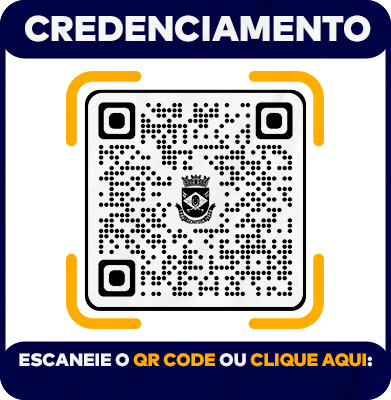 CREDENCIAMENTO
ESCANEIE O QR CODE OU CLIQUE AQUI: